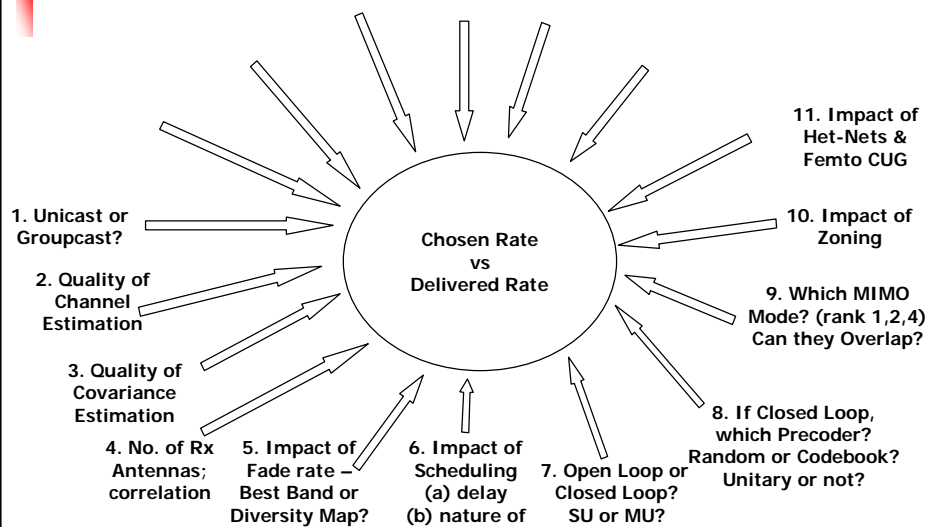 11. Impact of
Het-Nets &
Femto CUG
1. Unicast or
Groupcast?
10. Impact of
Zoning
Chosen Rate
vs
Delivered Rate
2. Quality of
Channel
Estimation
9. Which MIMO
Mode? (rank 1,2,4)
Can they Overlap?
3. Quality of
Covariance
Estimation
8. If Closed Loop,
which Precoder?
Random or Codebook?
Unitary or not?
4. No. of Rx
Antennas;
correlation
5. Impact of
Fade rate –
Best Band or
Diversity Map?
6. Impact of
Scheduling
(a) delay
(b) nature of
7. Open Loop or
Closed Loop?
SU or MU?